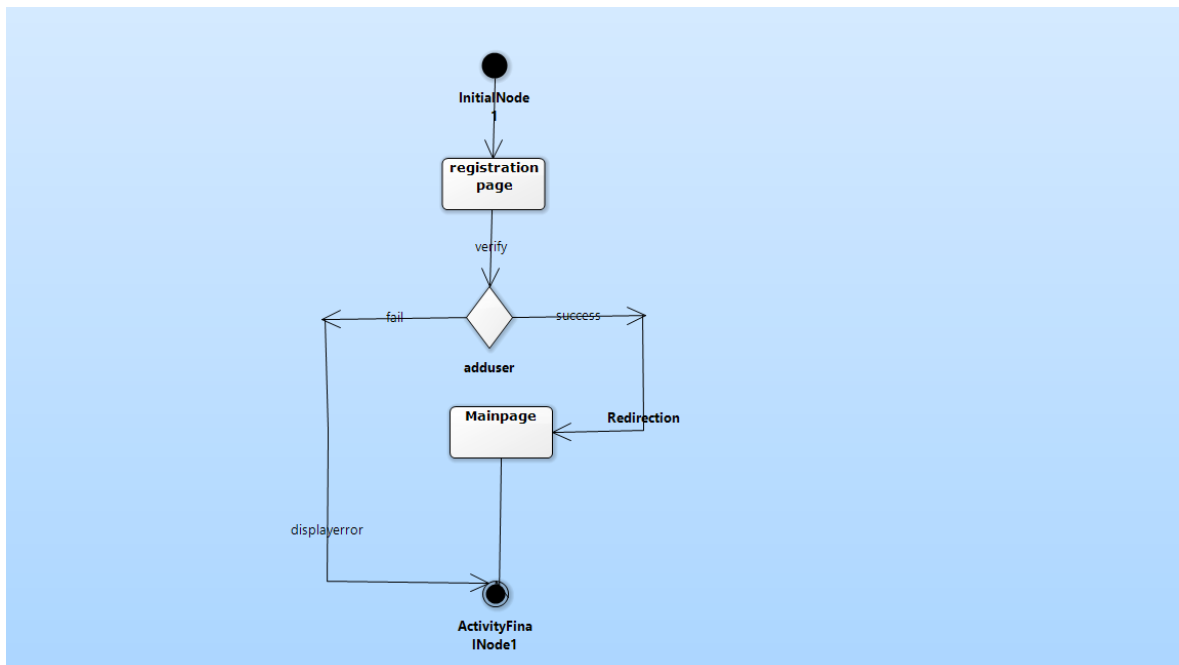 InitialNode
1
registration
page
verify
fail
success
adduser
Mainpage
Redirection
displayerror
ActivityFina
lNode1